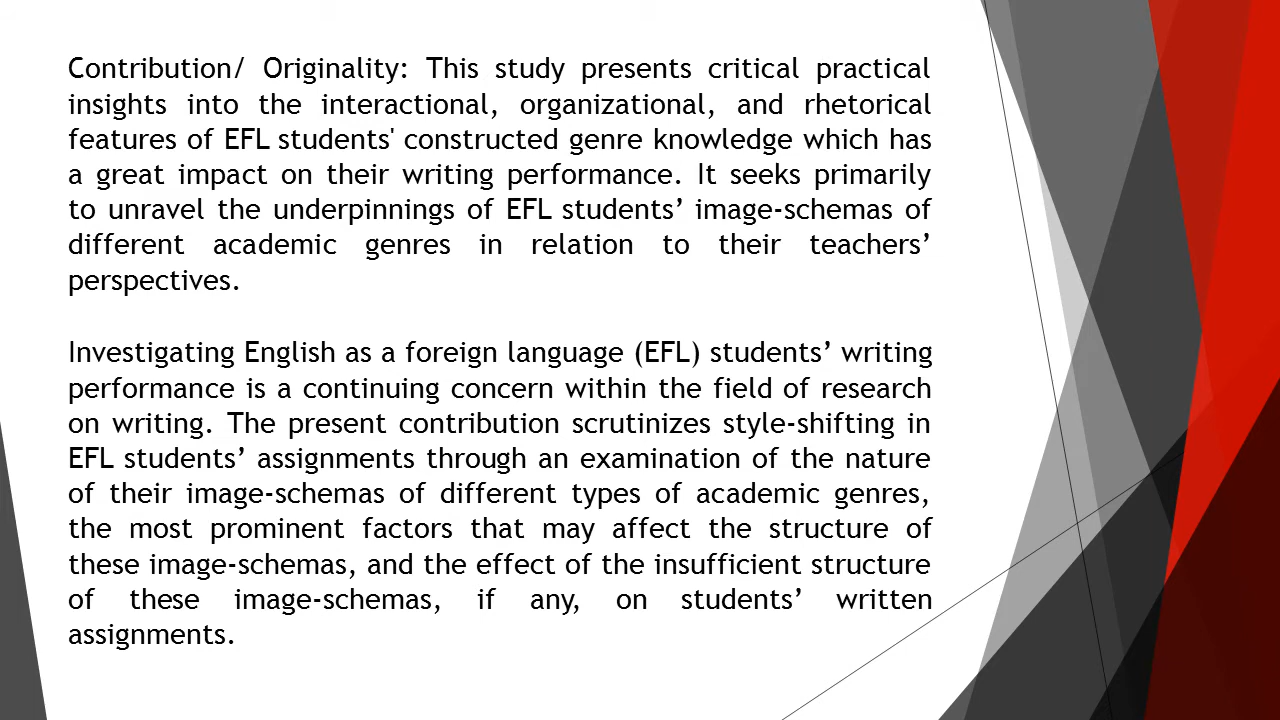 Contribution/ Originality: This study presents critical practical
insights into the interactional, organizational, and rhetorical
features of EFL students' constructed genre knowledge which has
a great impact on their writing performance. It seeks primarily
to unravel the underpinnings of EFL students’ image-schemas of
different academic genres in relation to their teachers’
perspectives.
Investigating English as a foreign language (EFL) students’ writing
performance is a continuing concern within the field of research
on writing. The present contribution scrutinizes style-shifting in
EFL students’ assignments through an examination of the nature
of their image-schemas of different types of academic genres,
the most prominent factors that may affect the structure of
these image-schemas, and the effect of the insufficient structure
of these image-schemas, if any, on students’ written
assignments.